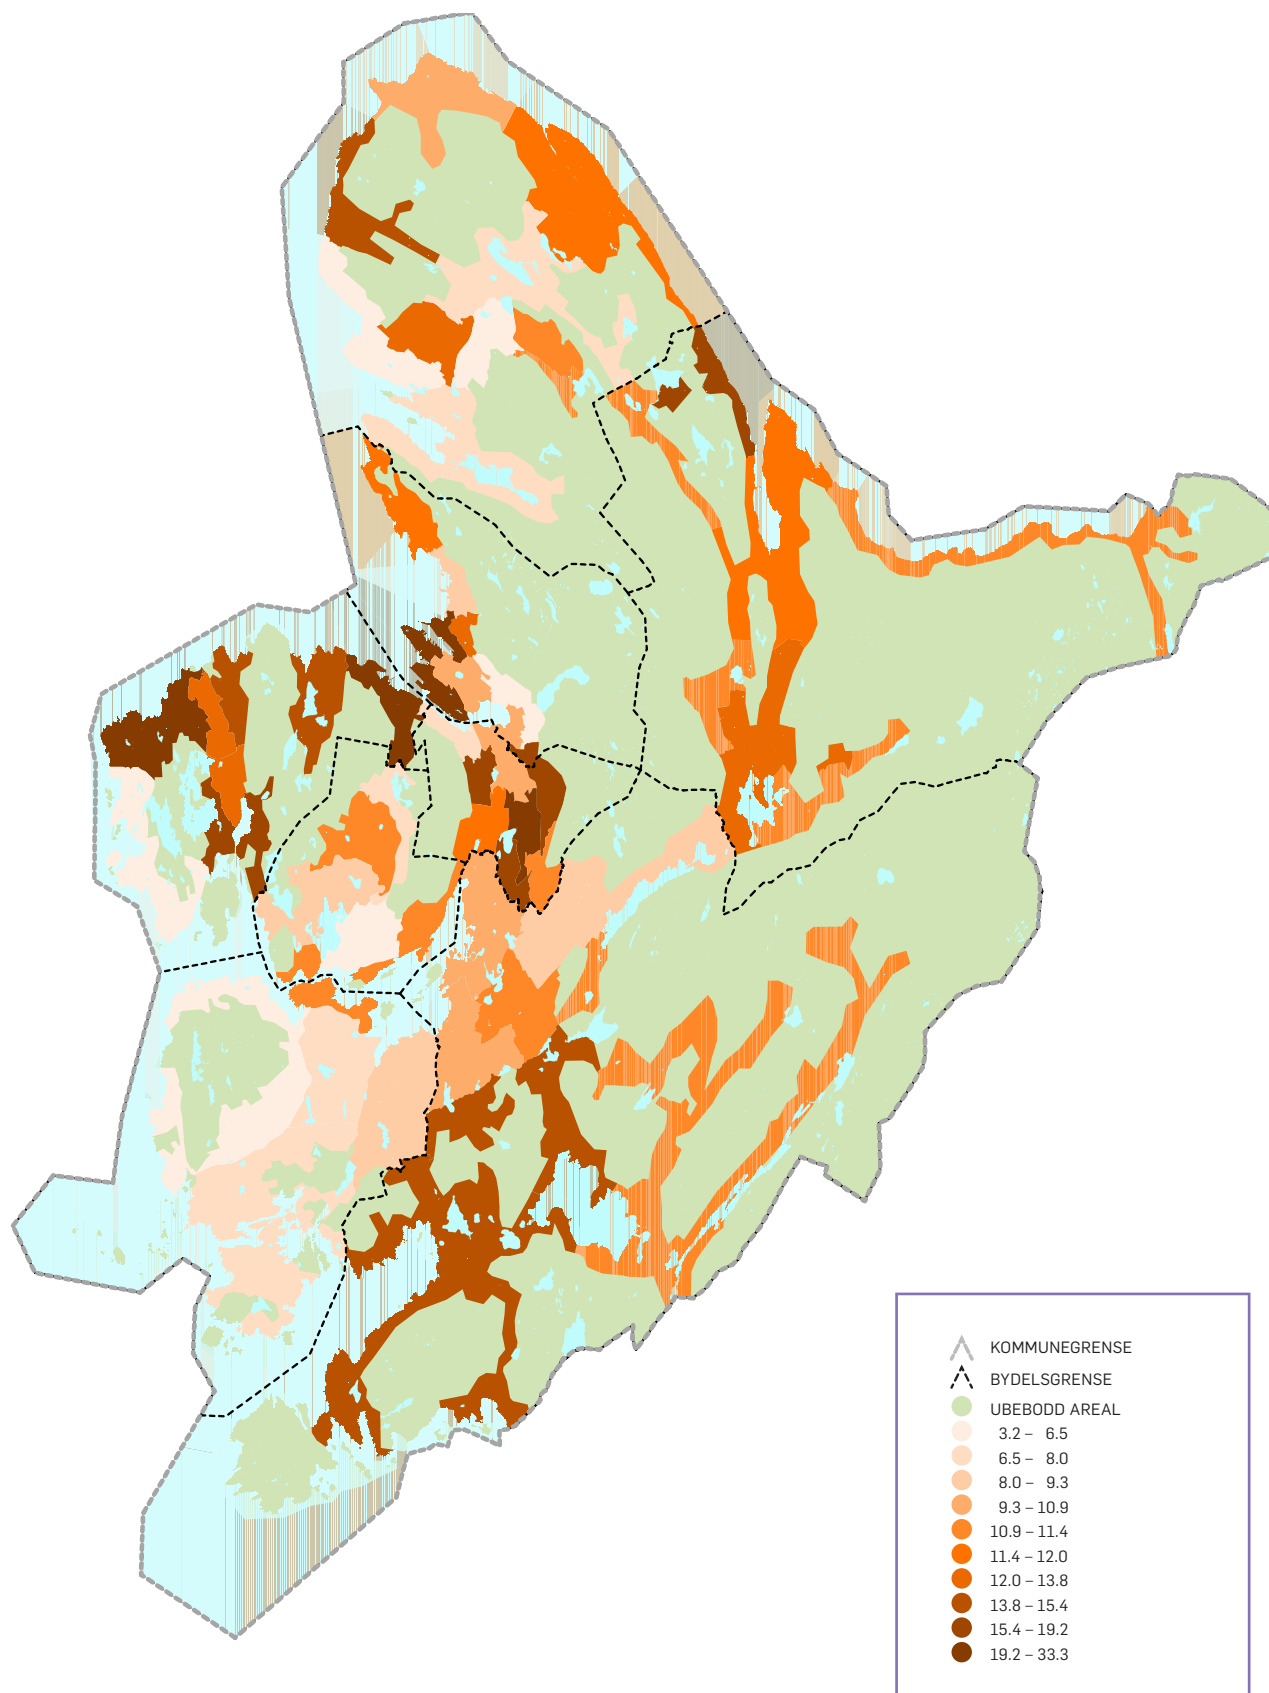 KOMMUNEGRENSE
BYDELSGRENSE
UBEBODD AREAL
3.2 – 6.5
6.5 – 8.0
8.0 – 9.3
9.3 – 10.9
10.9 – 11.4
11.4 – 12.0
12.0 – 13.8
13.8 – 15.4
15.4 – 19.2
19.2 – 33.3